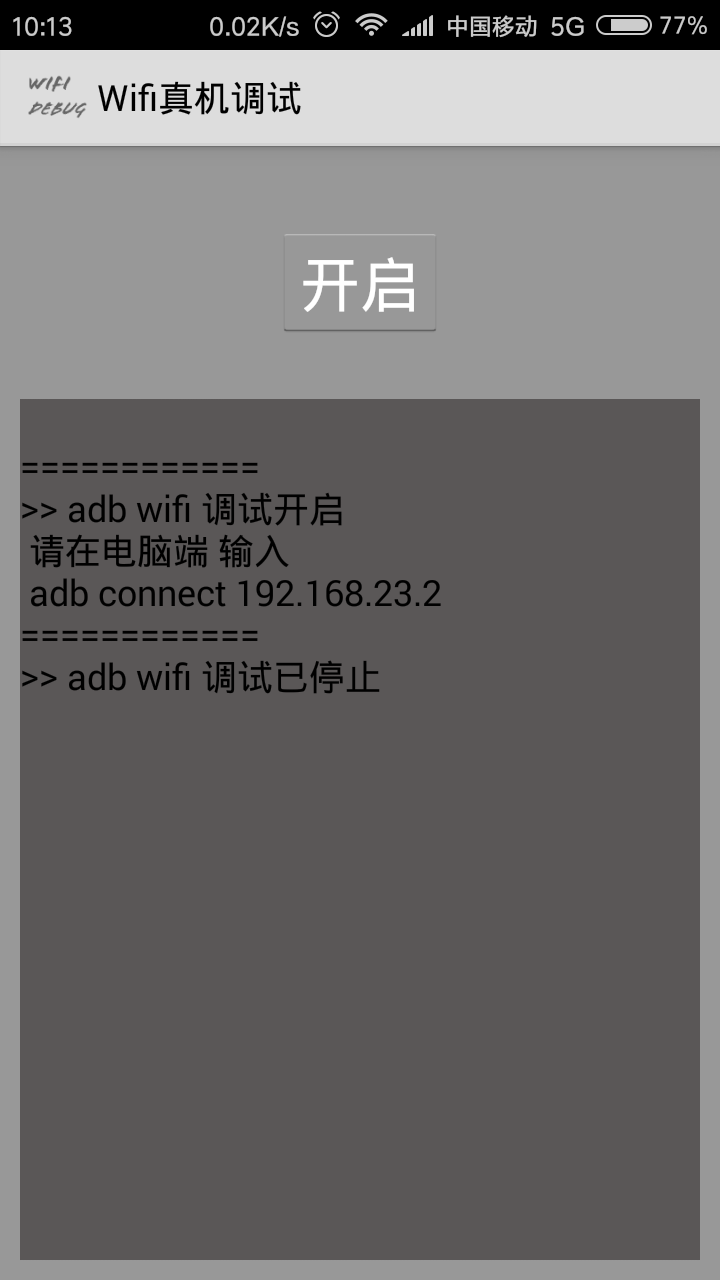 10:13 0.02K/s 中国移动 5G 77%
WIFI
DEBUG
Wifi真机调试
开启
============
>> adb wifi 调试开启
请在电脑端 输入
adb connect 192.168.23.2
============
>> adb wifi 调试已停止